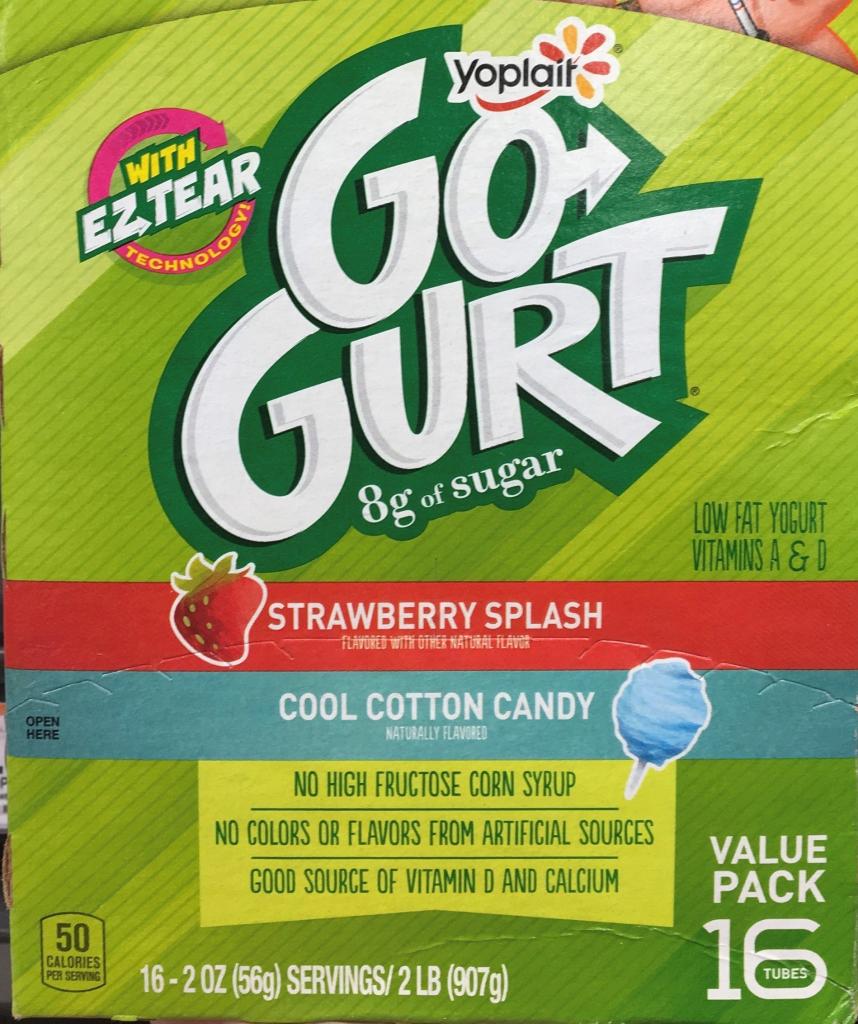 Yoplait®
GO
GURT®
WITH
EZ TEAR
TECHNOLOGY!
8g of sugar
LOW FAT YOGURT
VITAMINS A & D
STRAWBERRY SPLASH
FLAVORED WITH OTHER NATURAL FLAVOR
COOL COTTON CANDY
NATURALLY FLAVORED
OPEN
HERE
NO HIGH FRUCTOSE CORN SYRUP
NO COLORS OR FLAVORS FROM ARTIFICIAL SOURCES
GOOD SOURCE OF VITAMIN D AND CALCIUM
VALUE
PACK
16
TUBES
50
CALORIES
PER SERVING
16 - 2 OZ (56g) SERVINGS/ 2 LB (907g)